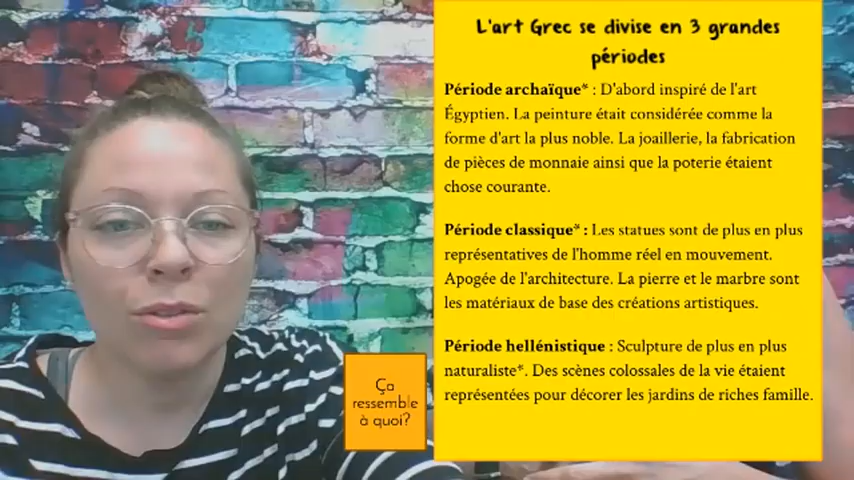 L'art Grec se divise en 3 grandes
périodes
Période archaïque* : D'abord inspiré de l'art
Égyptien. La peinture était considérée comme la
forme d'art la plus noble. La joaillerie, la fabrication
de pièces de monnaie ainsi que la poterie étaient
chose courante.
Période classique* : Les statues sont de plus en plus
représentatives de l'homme réel en mouvement.
Apogée de l'architecture. La pierre et le marbre sont
les matériaux de base des créations artistiques.
Période hellénistique : Sculpture de plus en plus
naturaliste*. Des scènes colossales de la vie étaient
représentées pour décorer les jardins de riches famille.
Ça
ressemble
à quoi?